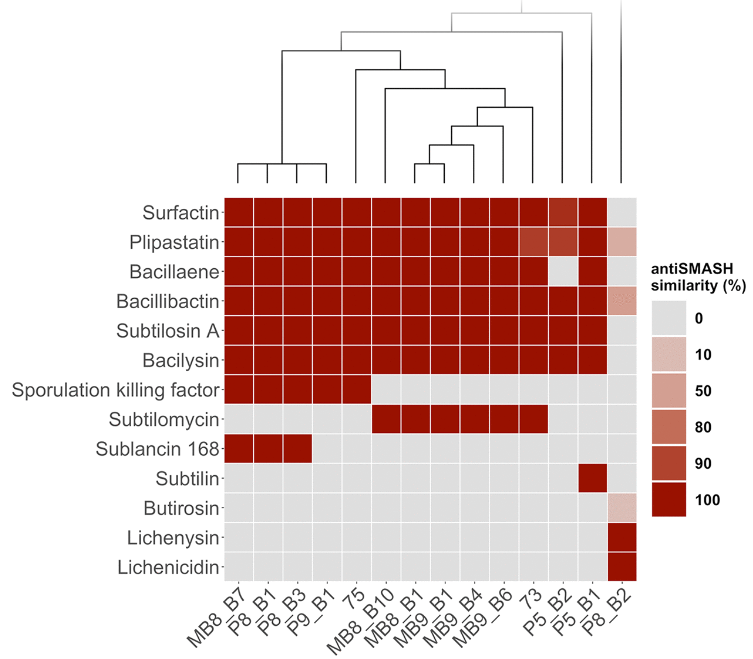 Surfactin
Plipastatin
Bacillaene
Bacillibactin
Subtilosin A
Bacilysin
Sporulation killing factor
Subtilomycin
Sublancin 168
Subtilin
Butirosin
Lichenysin
Lichenicidin
antiSMASH
similarity (%)
0
10
50
80
90
100
MB8_B7
P8_B1
P8_B3
P9_B1
75
MB8_B10
MB8_B1
MB9_B1
MB9_B4
MB9_B6
73
P5_B2
P5_B1
P8_B2